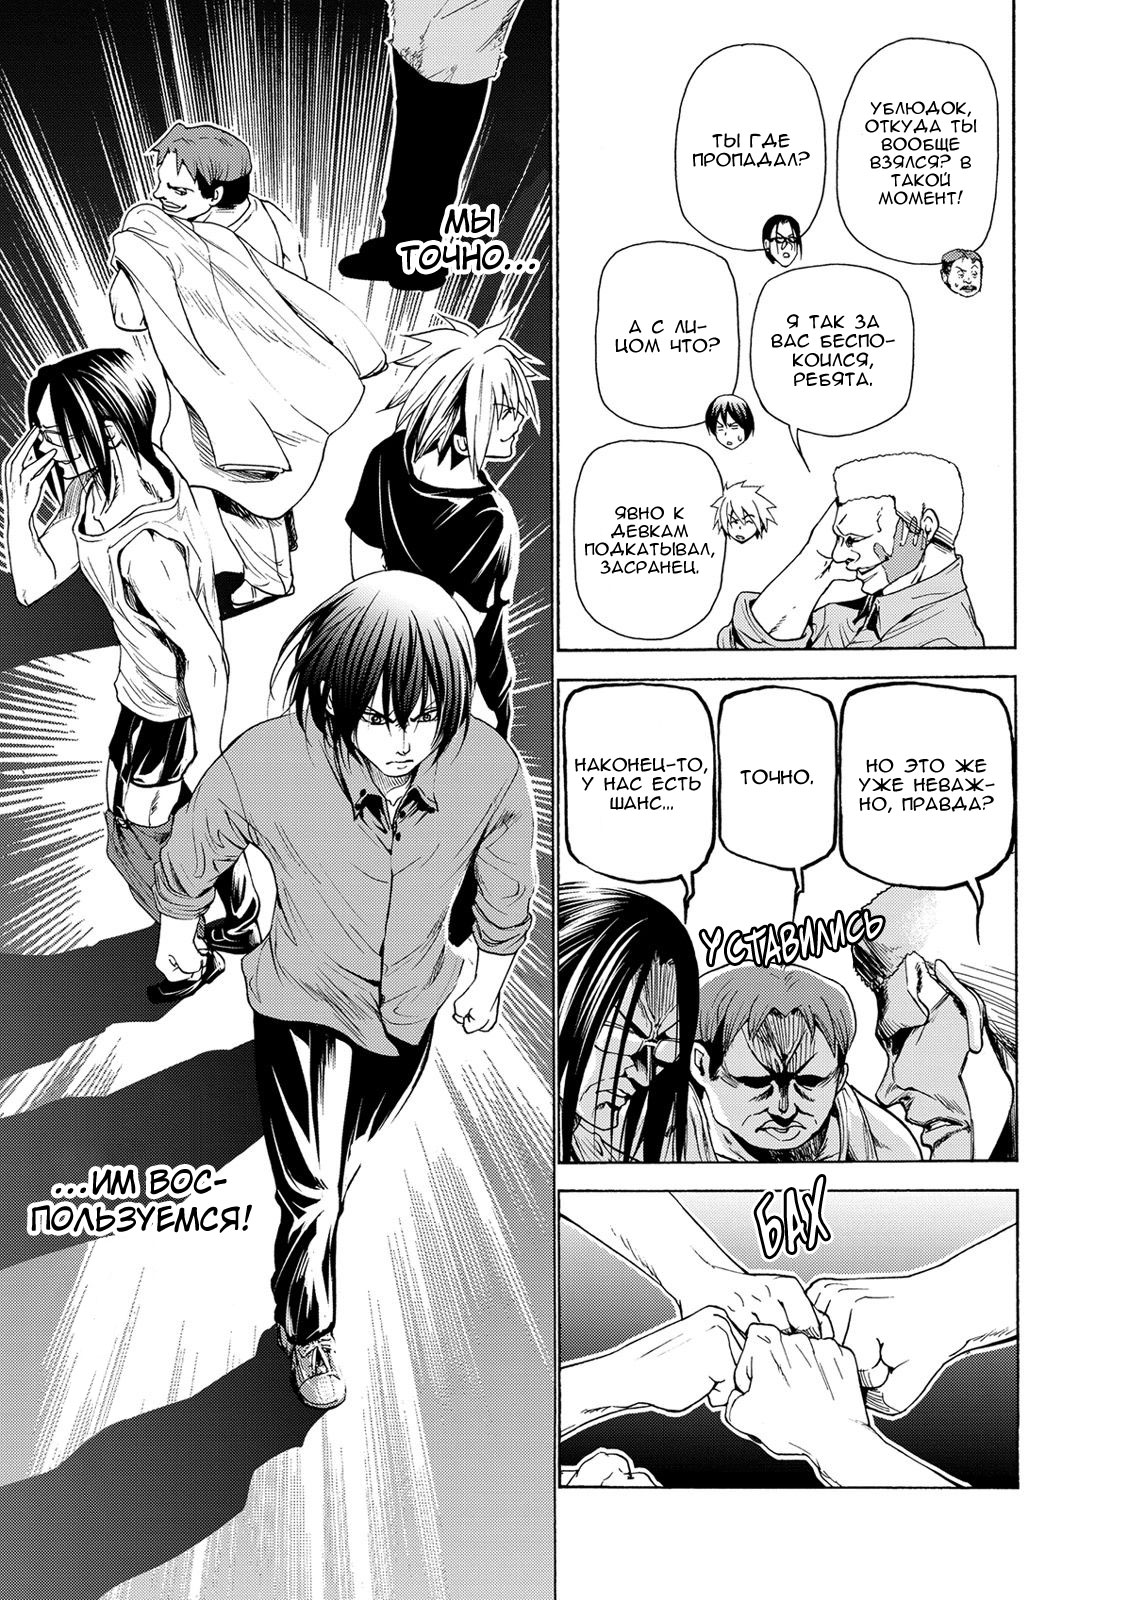 УБЛЮДОК,
ОТКУДА ТЫ
ВООБЩЕ
ВЗЯЛСЯ? В
ТАКОЙ
МОМЕНТ!
ТЫ ГДЕ
ПРОПАДАЛ?
Я ТАК ЗА
ВАС БЕСПО-
КОИЛСЯ,
РЕБЯТА.
А С ЛИ-
ЦОМ ЧТО?
ЯВНО К
ДЕВКАМ
ПОДКАТЫВАЛ,
ЗАСРАНЕЦ.
НО ЭТО ЖЕ
УЖЕ НЕВАЖ-
НО, ПРАВДА?
ТОЧНО.
НАКОНЕЦ-ТО,
У НАС ЕСТЬ
ШАНС...
УСТАВИЛИСЬ
БАХ
МЫ
ТОЧНО...
...ИМ ВОС-
ПОЛЬЗУЕМСЯ!